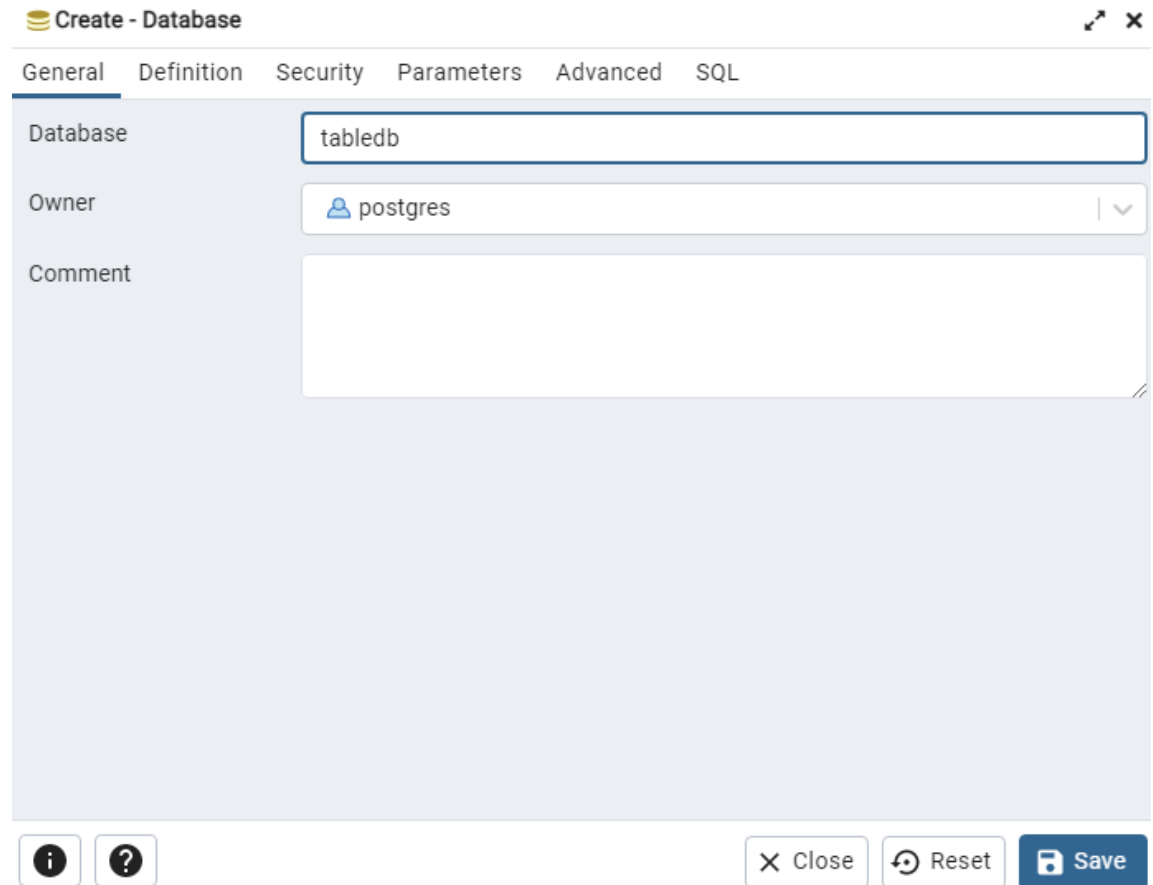 Create - Database
General Definition Security Parameters Advanced SQL
Database
tabledb
Owner
postgres
Comment
Close Reset Save